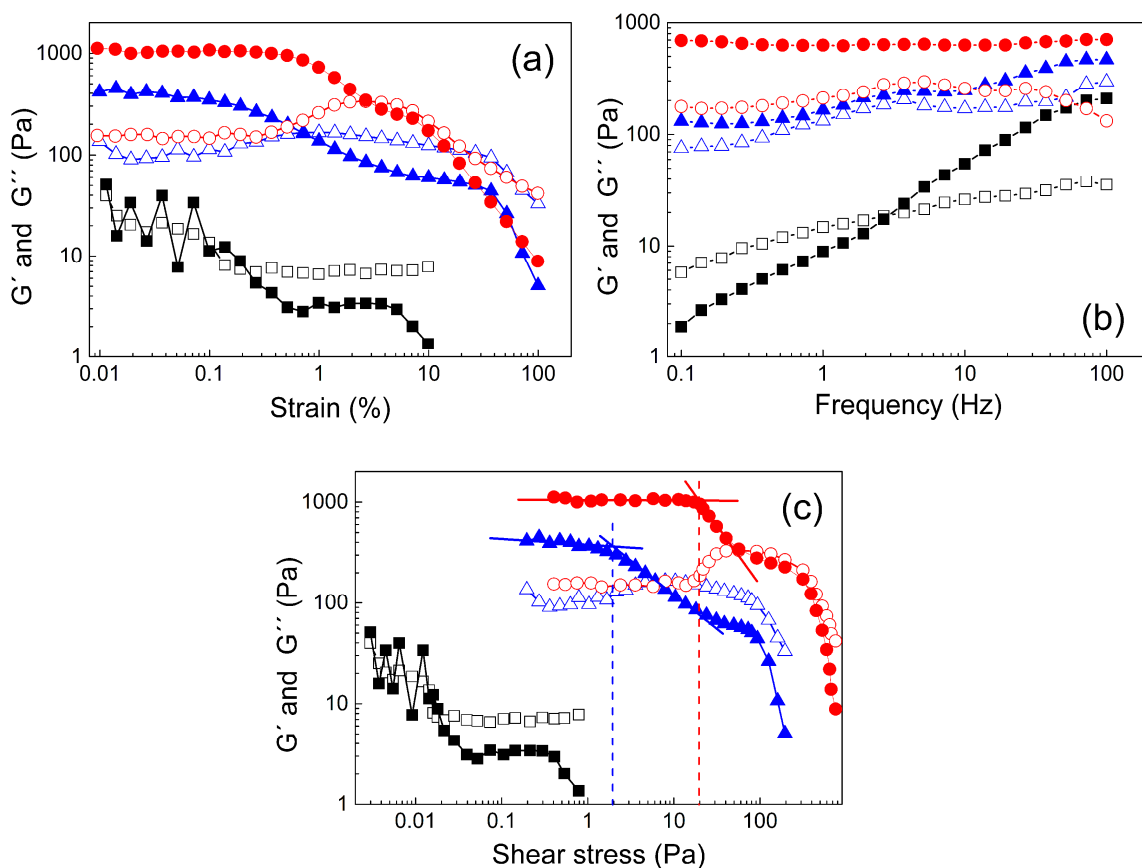 (a)
1000
100
10
1
G´ and G´´ (Pa)
0.01 0.1 1 10 100
Strain (%)
(b)
1000
100
10
1
G´ and G´´ (Pa)
0.1 1 10 100
Frequency (Hz)
(c)
1000
100
10
1
G´ and G´´ (Pa)
0.01 0.1 1 10 100
Shear stress (Pa)